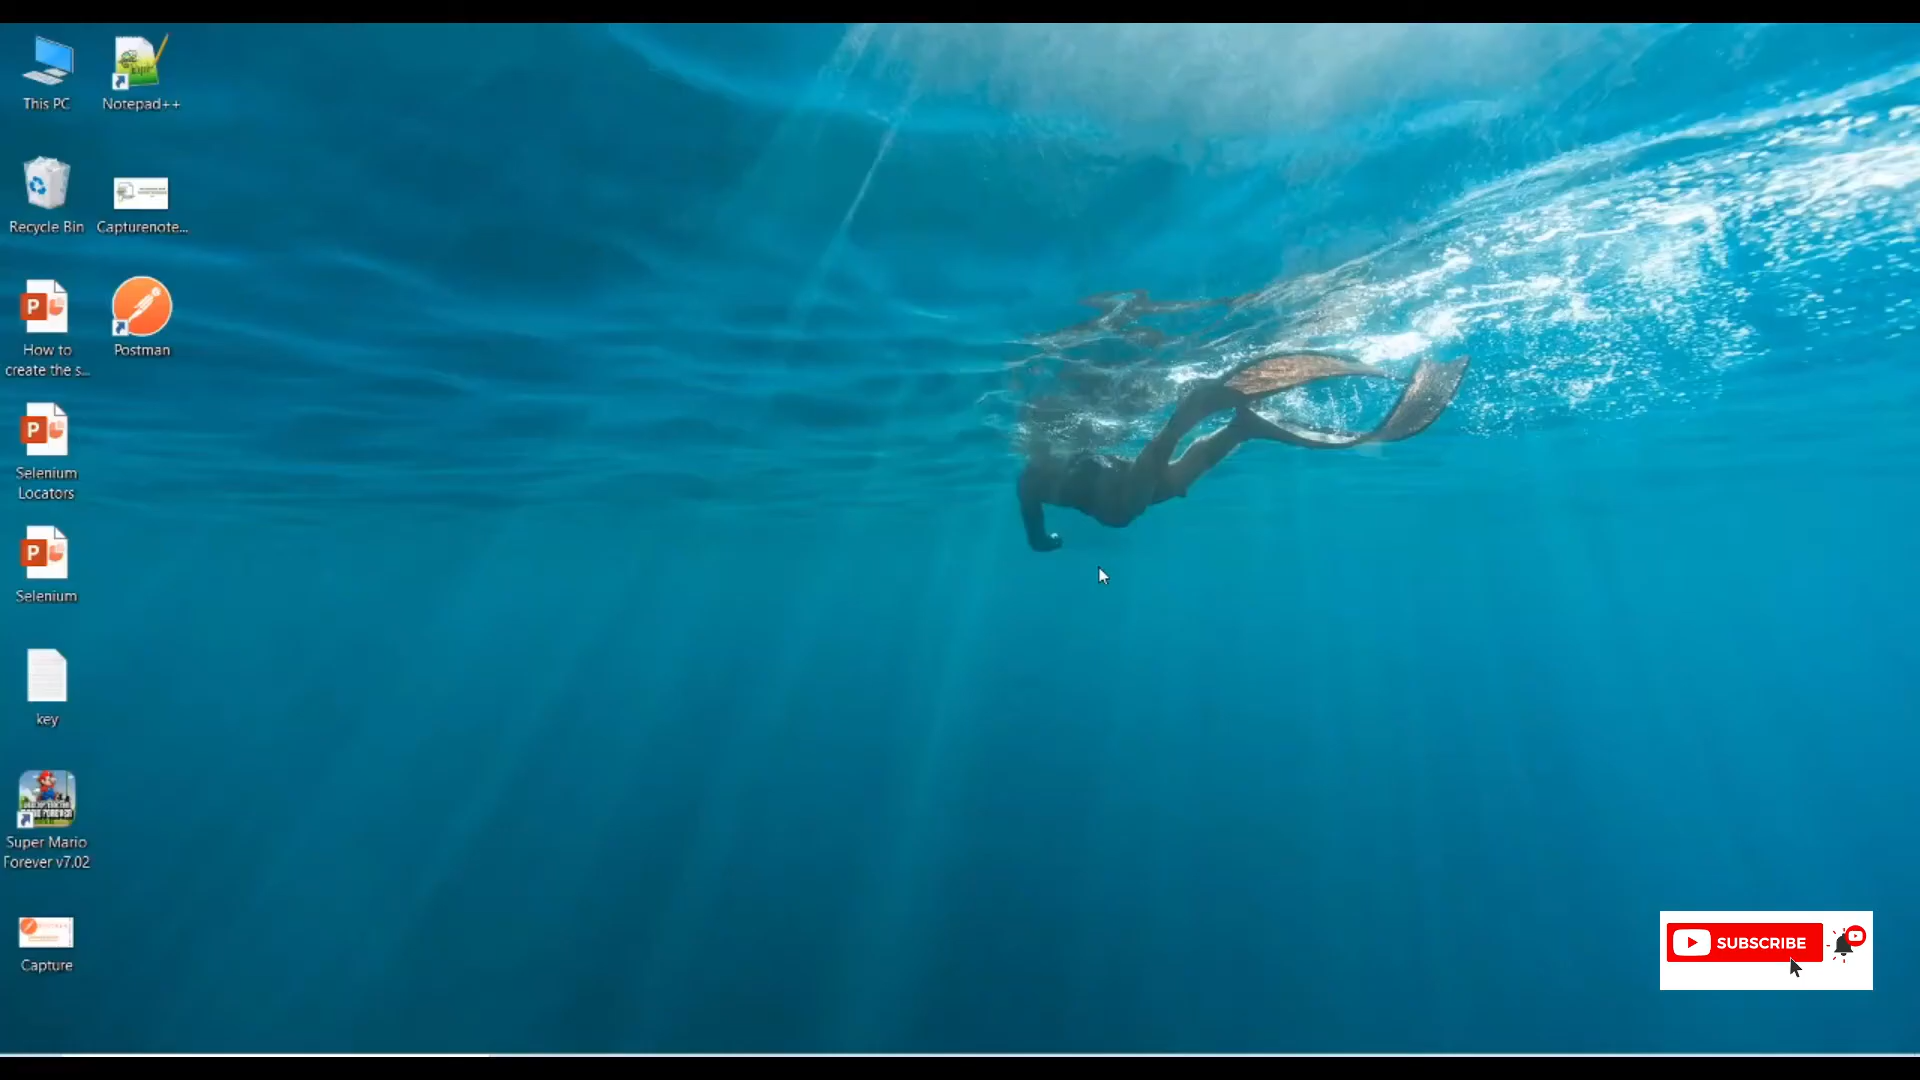 This PC
Notepad++
Recycle Bin
Capturenote...
How to
create the s...
Postman
Selenium
Locators
Selenium
key
Super Mario
Forever v7.02
Capture
SUBSCRIBE